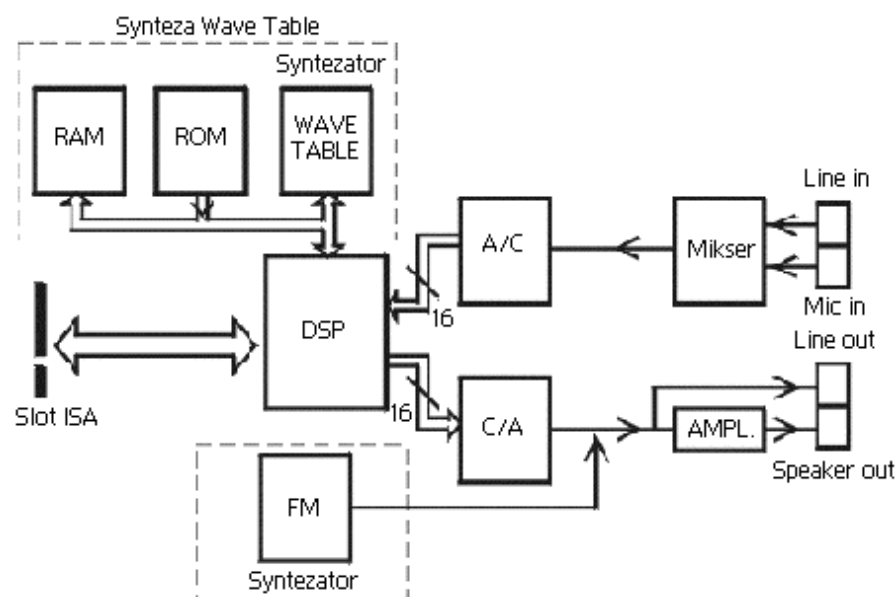 Synteza Wave Table
Syntezator
RAM
ROM
WAVE
TABLE
Line in
A/C
Mikser
16
Mic in
DSP
Line out
Slot ISA
16
C/A
AMPL.
Speaker out
FM
Syntezator